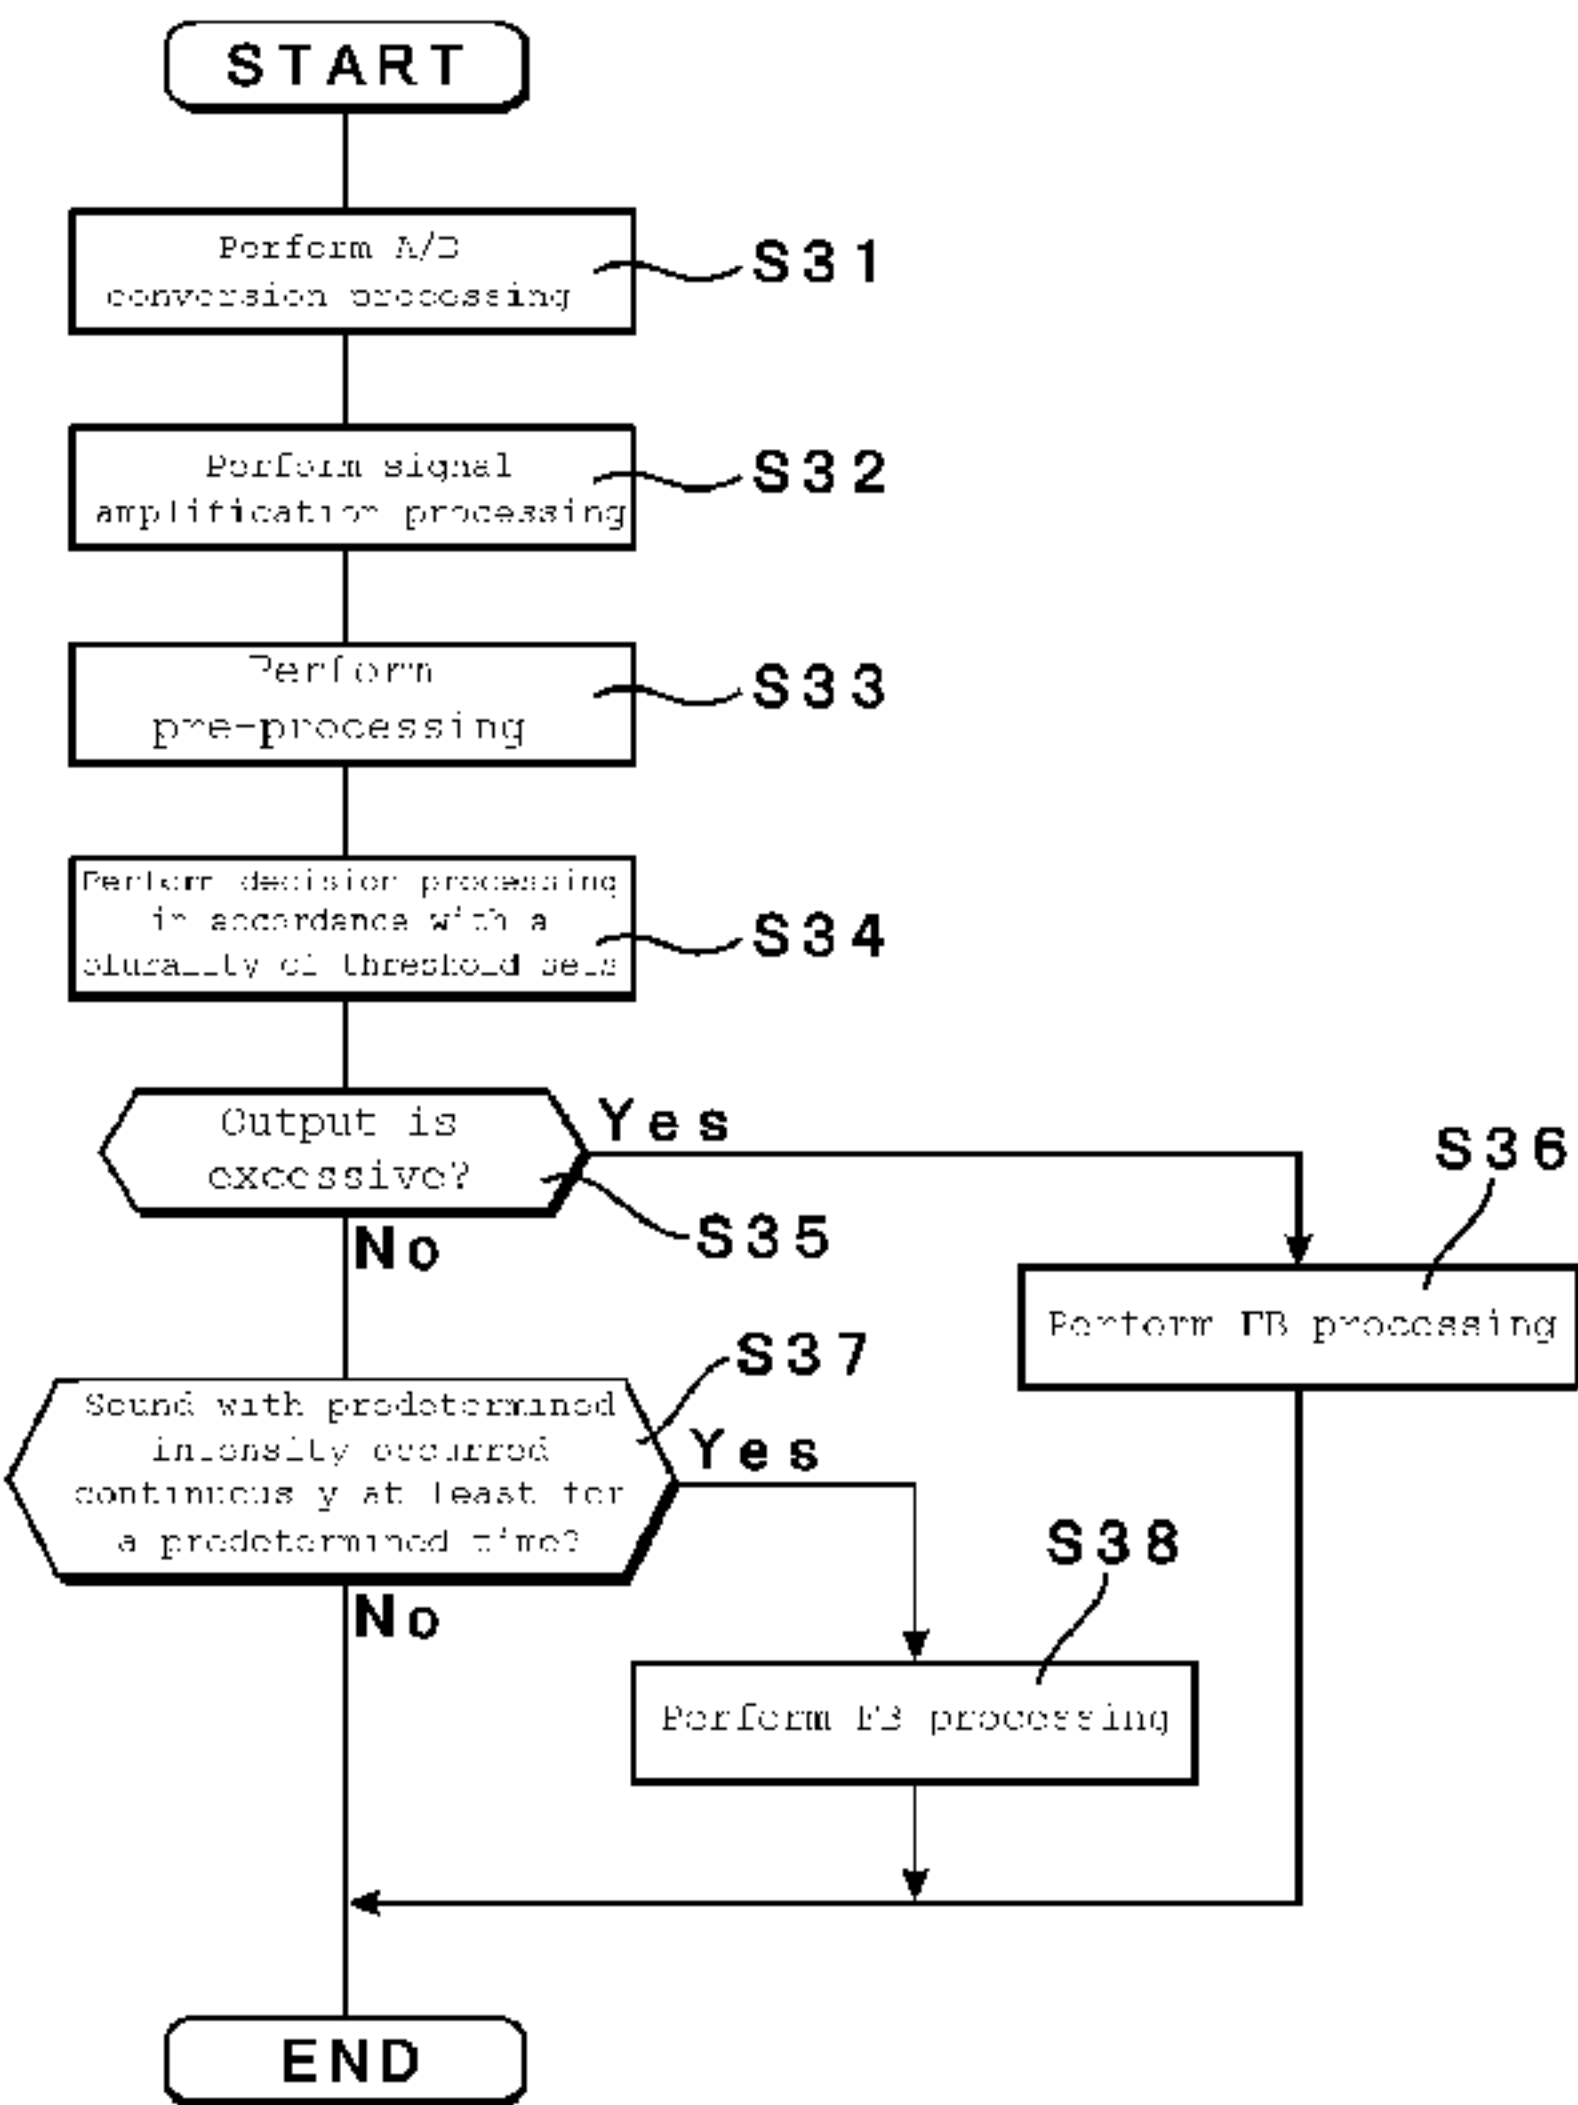 START
Perform A/D
conversion processing
S31
Perform signal
amplification processing
S32
Perform
pre-processing
S33
Perform decision processing
in accordance with a
plurality of threshold sets
S34
Output is
excessive?
Yes
S35
No
S36
Perform FB processing
S37
Sound with predetermined
intensity occurred
continuously at least for
a predetermined time?
Yes
No
S38
Perform FB processing
END